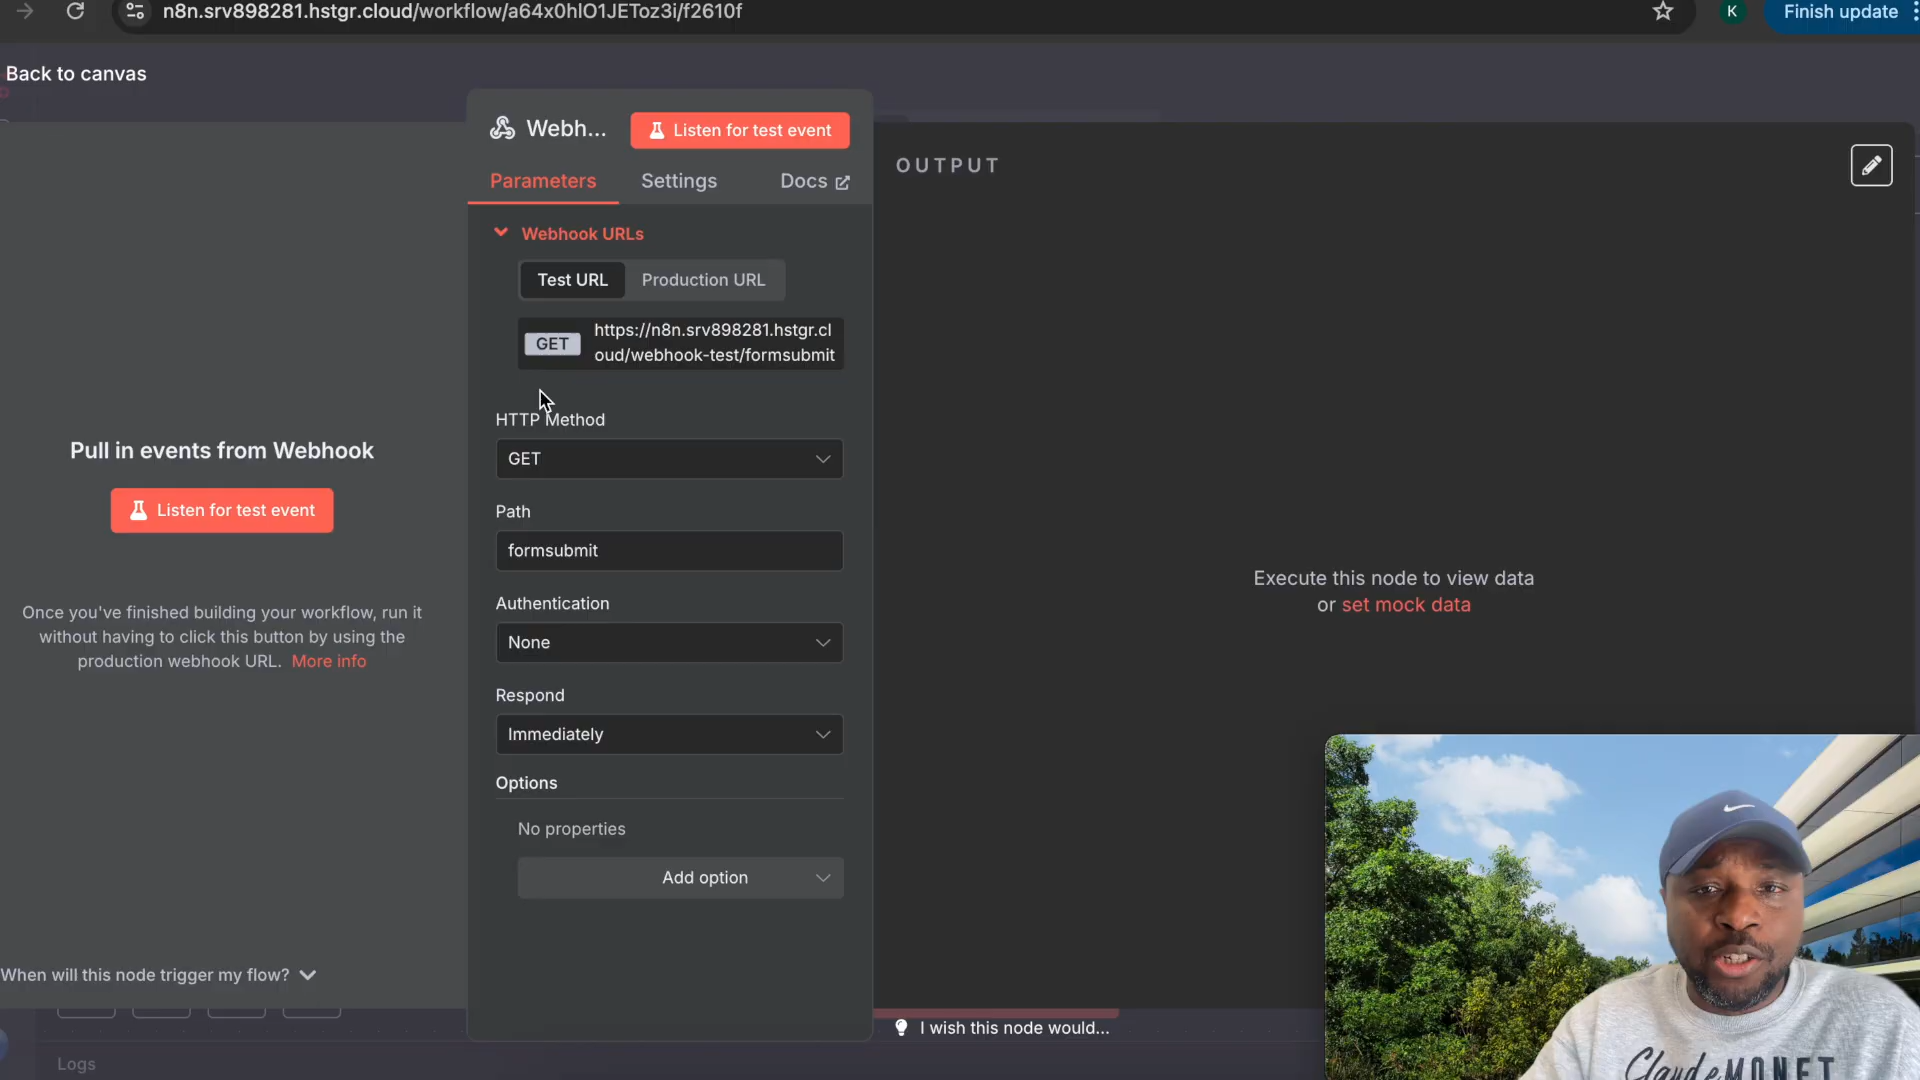 n8n.srv898281.hstgr.cloud/workflow/a64x0hlO1JEToz3i/f2610f
K
Finish update
Back to canvas
Webh...
Listen for test event
Parameters
Settings
Docs
OUTPUT
Webhook URLs
Test URL
Production URL
GET
https://n8n.srv898281.hstgr.cl
oud/webhook-test/formsubmit
HTTP Method
GET
Path
formsubmit
Authentication
None
Respond
Immediately
Options
No properties
Add option
Pull in events from Webhook
Listen for test event
Once you've finished building your workflow, run it
without having to click this button by using the
production webhook URL. More info
When will this node trigger my flow?
Execute this node to view data
or set mock data
I wish this node would...
Logs
Claude MONET